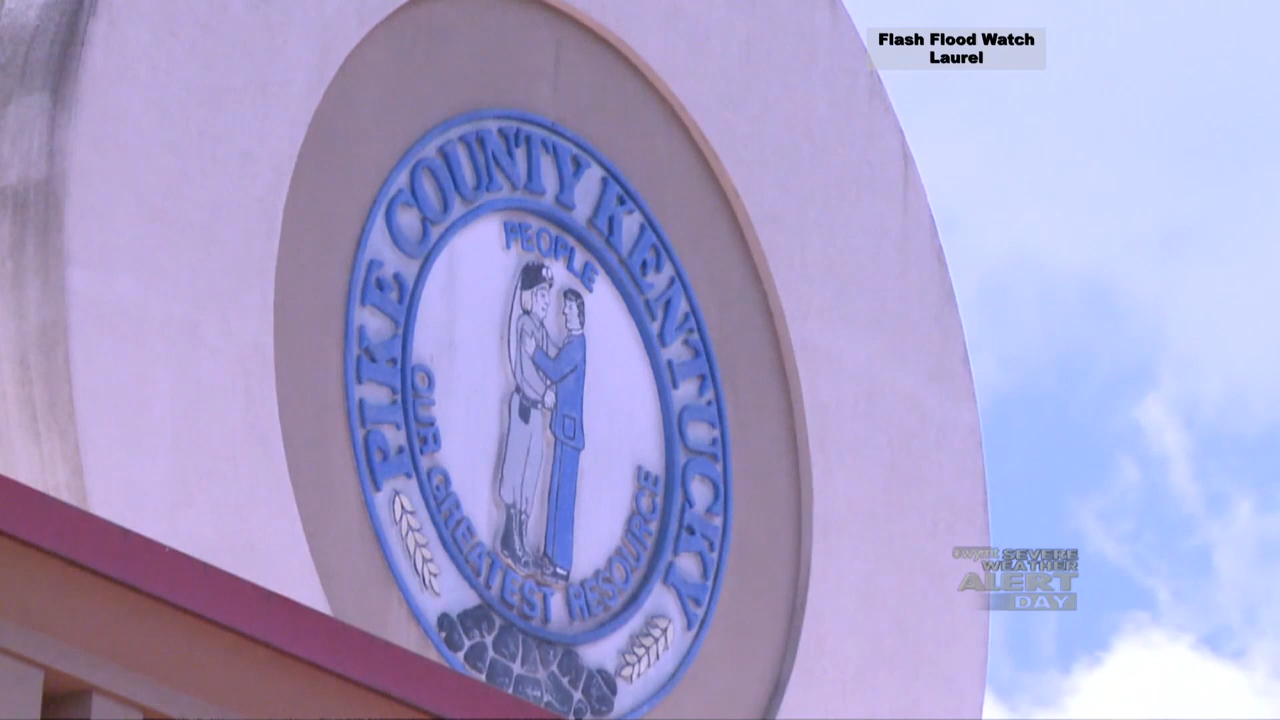 Flash Flood Watch
Laurel
PIKE COUNTY KENTUCKY
PEOPLE
OUR GREATEST RESOURCE
SEVERE
WEATHER
ALERT
DAY